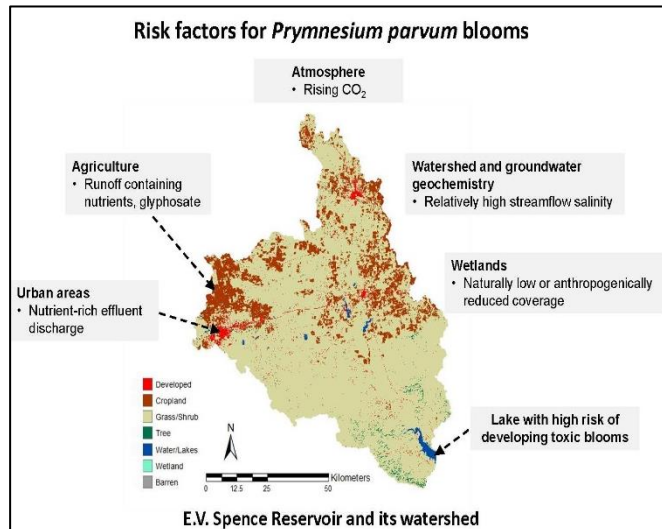 Risk factors for Prymnesium parvum blooms
Atmosphere
• Rising CO₂
Agriculture
• Runoff containing
nutrients, glyphosate
Watershed and groundwater
geochemistry
• Relatively high streamflow salinity
Urban areas
• Nutrient-rich effluent
discharge
Wetlands
• Naturally low or anthropogenically
reduced coverage
Developed
Cropland
Grass/Shrub
Tree
Water/Lakes
Wetland
Barren
N
Kilometers
0 12.5 25 50
Lake with high risk of
developing toxic blooms
E.V. Spence Reservoir and its watershed